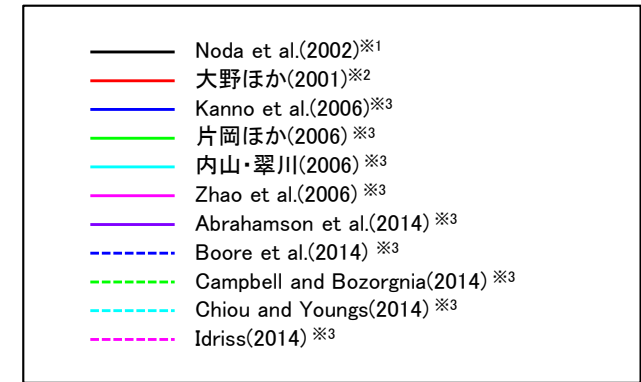 Noda et al.(2002)※1
大野ほか(2001)※2
Kanno et al.(2006)※3
片岡ほか(2006) ※3
内山・翠川(2006) ※3
Zhao et al.(2006) ※3
Abrahamson et al.(2014) ※3
Boore et al.(2014) ※3
Campbell and Bozorgnia(2014) ※3
Chiou and Youngs(2014) ※3
Idriss(2014) ※3